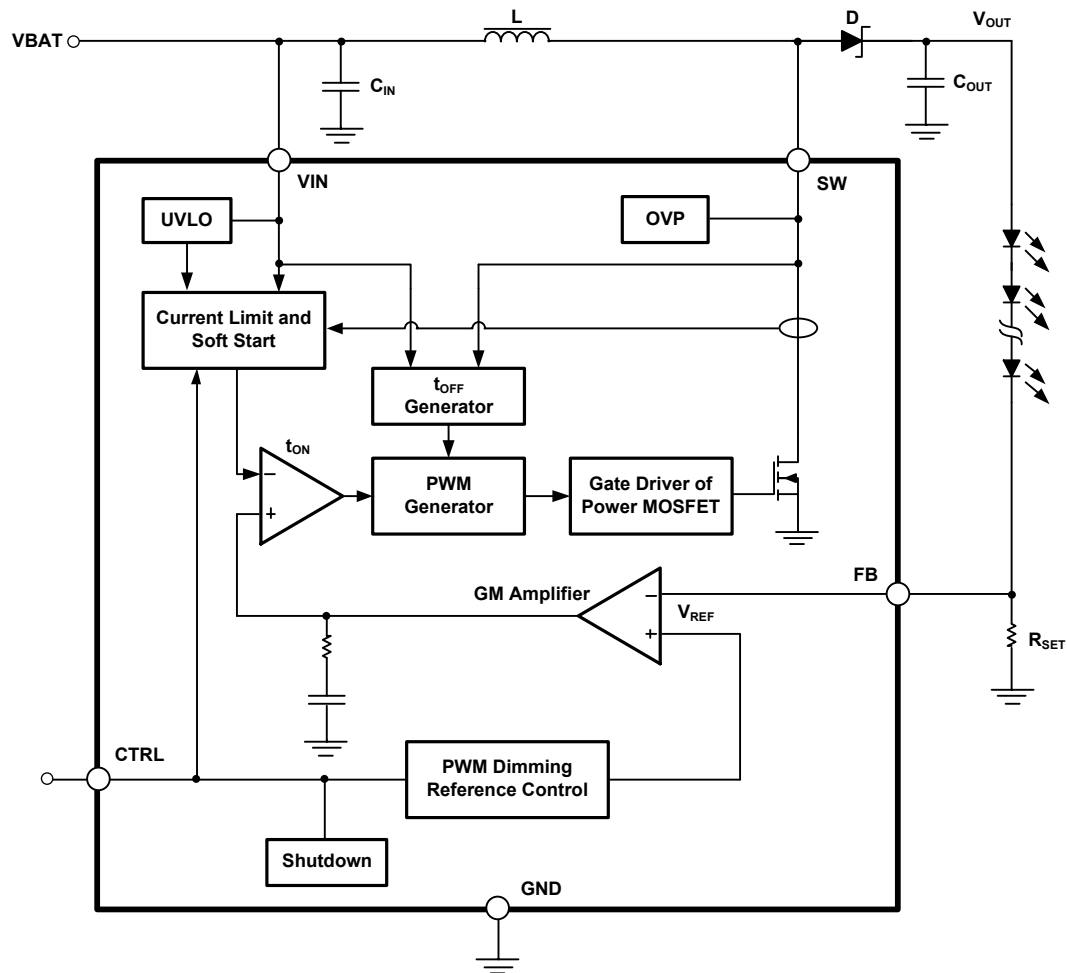 L
D
VOUT
VBAT
CIN
COUT
VIN
SW
UVLO
OVP
Current Limit and
Soft Start
tOFF
Generator
tON
−
+
PWM
Generator
Gate Driver of
Power MOSFET
FB
GM Amplifier
−
VREF
+
RSET
CTRL
PWM Dimming
Reference Control
Shutdown
GND